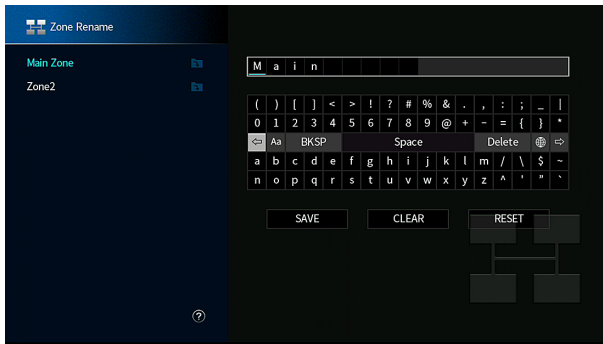 Zone Rename
Main Zone
Zone2
M a i n
( ) [ ] < > ! ? # % & . , : ; _ |
0 1 2 3 4 5 6 7 8 9 @ + - = { } *
⇦ Aa BKSP Space Delete ⇨
a b c d e f g h i j k l m / \ $ ~
n o p q r s t u v w x y z ^ ' " `
SAVE CLEAR RESET
?